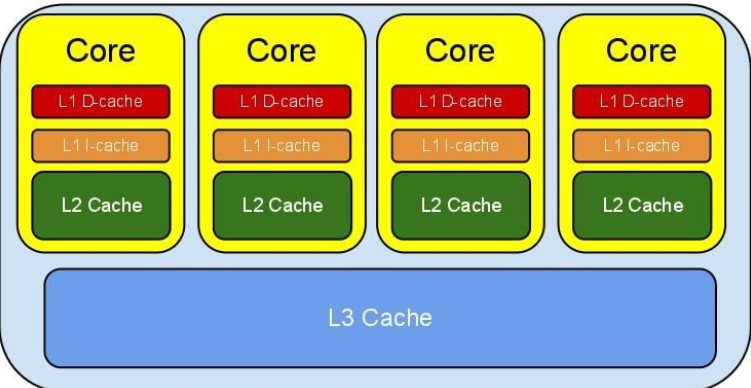 Core Core Core Core
L1 D-cache L1 D-cache L1 D-cache L1 D-cache
L1 I-cache L1 I-cache L1 I-cache L1 I-cache
L2 Cache L2 Cache L2 Cache L2 Cache
L3 Cache